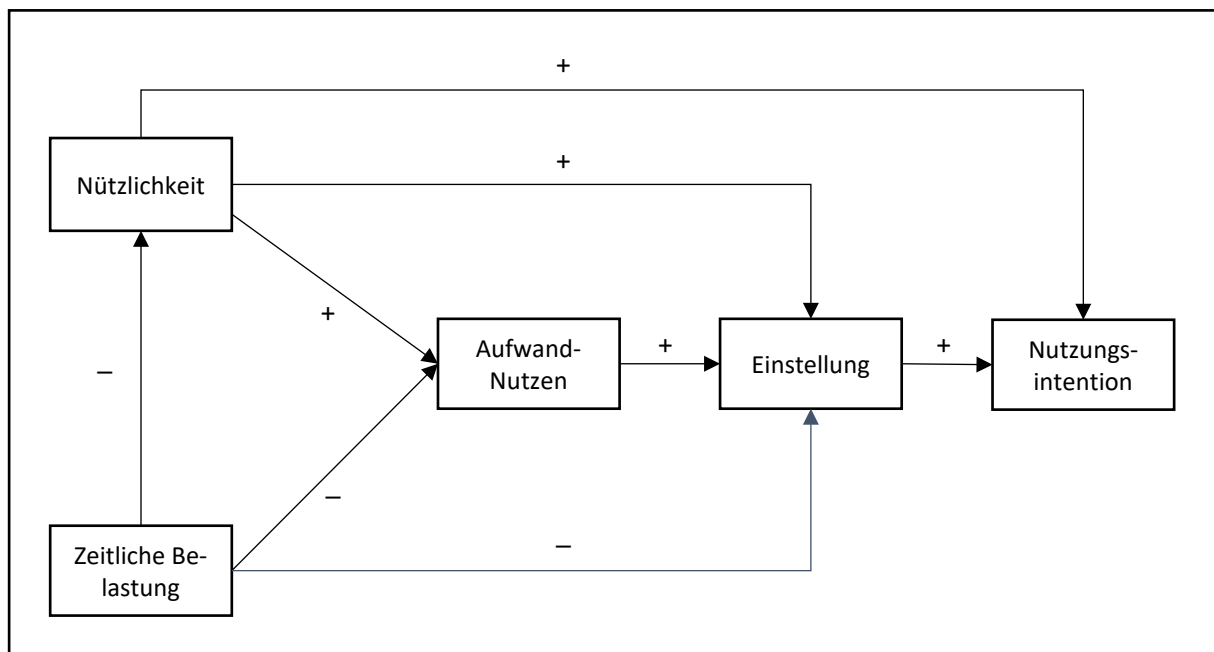 +
Nützlichkeit
+
+
–
Aufwand-
Nutzen
+
Einstellung
+
Nutzungs-
intention
–
Zeitliche Be-
lastung
–